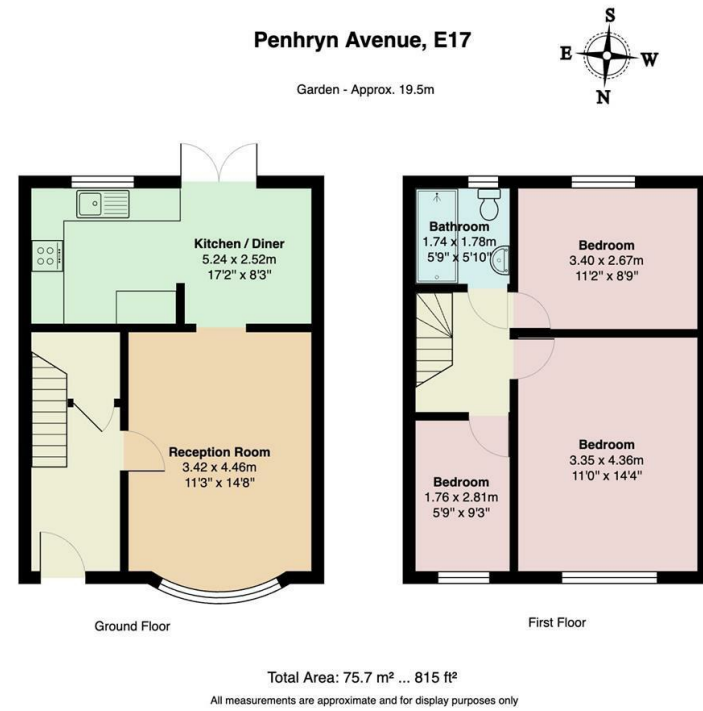 Penhryn Avenue, E17
Garden - Approx. 19.5m
S
E
W
N
Kitchen / Diner
5.24 x 2.52m
17'2" x 8'3"
Reception Room
3.42 x 4.46m
11'3" x 14'8"
Ground Floor
Bathroom
1.74 x 1.78m
5'9" x 5'10"
Bedroom
3.40 x 2.67m
11'2" x 8'9"
Bedroom
3.35 x 4.36m
11'0" x 14'4"
Bedroom
1.76 x 2.81m
5'9" x 9'3"
First Floor
Total Area: 75.7 m² ... 815 ft²
All measurements are approximate and for display purposes only